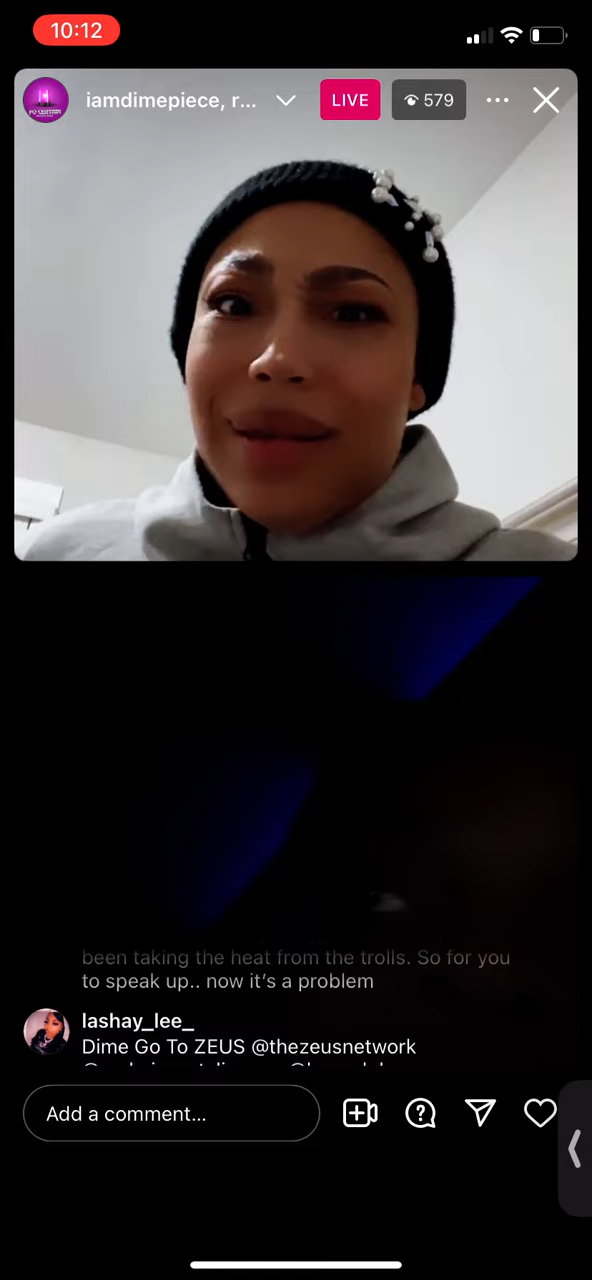 10:12
iamdimepiece, r...
LIVE
579
been taking the heat from the trolls. So for you
to speak up.. now it's a problem
lashay_lee_
Dime Go To ZEUS @thezeusnetwork
Add a comment...